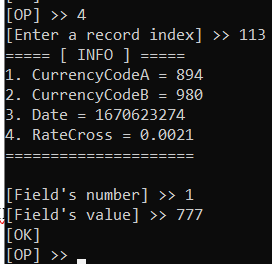 [OP] >> 4
[Enter a record index] >> 113
===== [ INFO ] =====
1. CurrencyCodeA = 894
2. CurrencyCodeB = 980
3. Date = 1670623274
4. RateCross = 0.0021
=====================
[Field's number] >> 1
[Field's value] >> 777
[OK]
[OP] >>